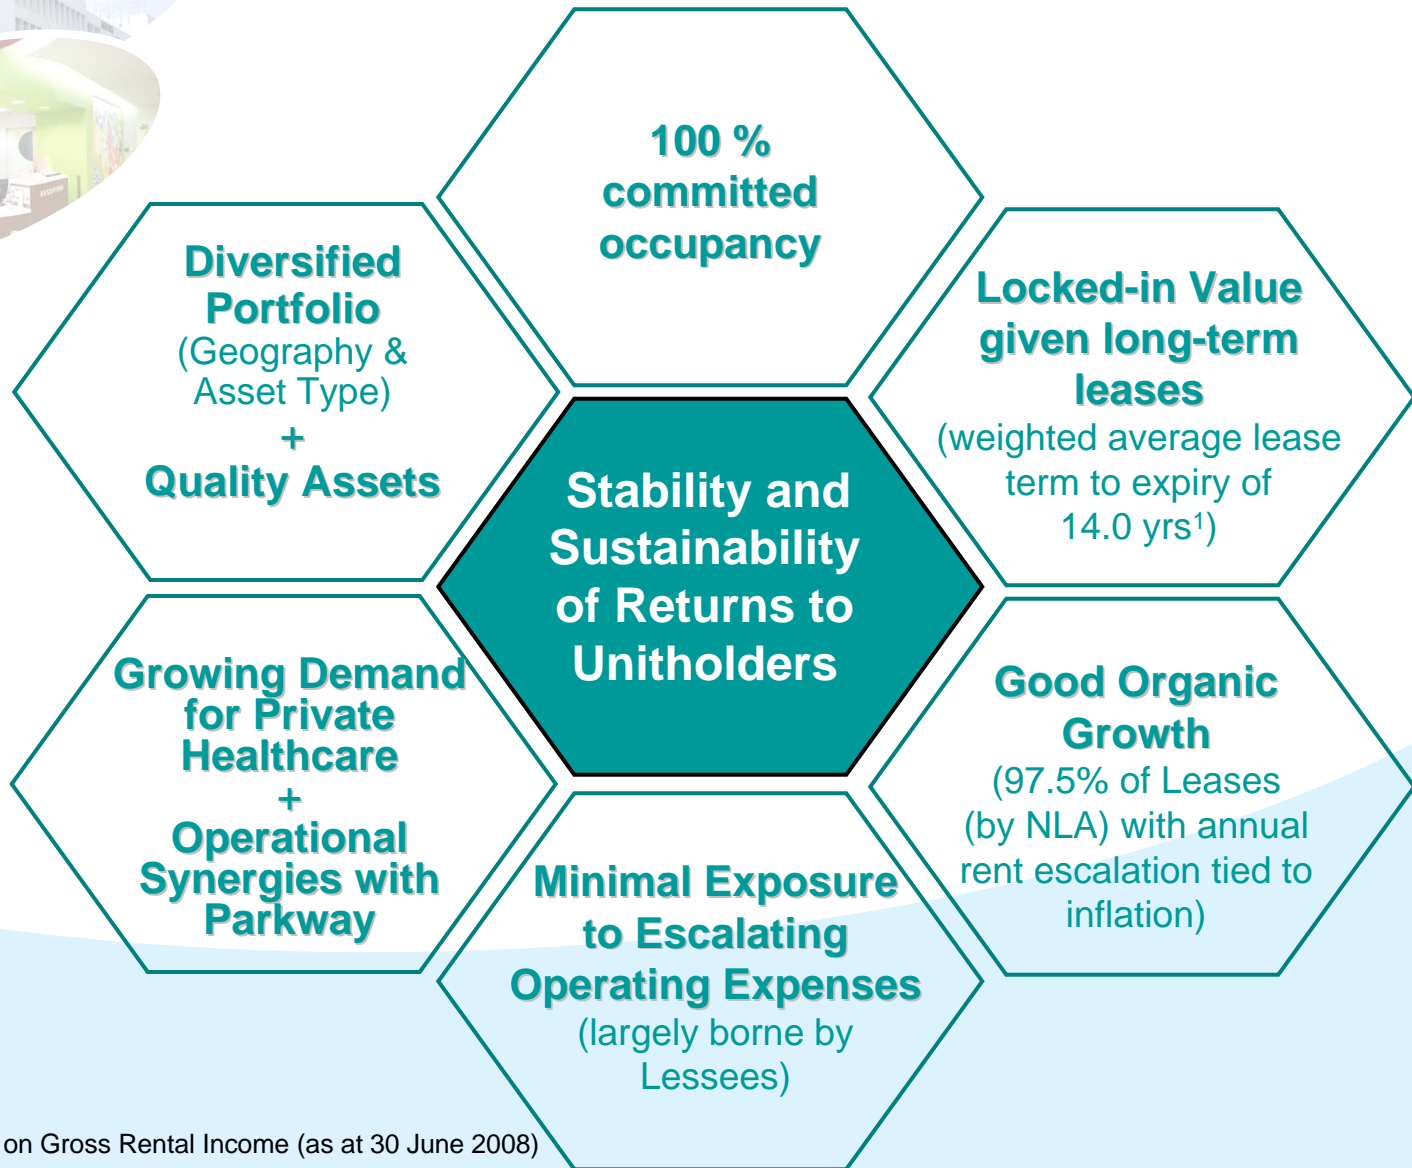 100 %
committed
occupancy
Diversified
Portfolio
(Geography &
Asset Type)
+
Quality Assets
Locked-in Value
given long-term
leases
(weighted average lease
term to expiry of
14.0 yrs¹)
Stability and
Sustainability
of Returns to
Unitholders
Growing Demand
for Private
Healthcare
+
Operational
Synergies with
Parkway
Good Organic
Growth
(97.5% of Leases
(by NLA) with annual
rent escalation tied to
inflation)
Minimal Exposure
to Escalating
Operating Expenses
(largely borne by
Lessees)
on Gross Rental Income (as at 30 June 2008)
RECEPTION